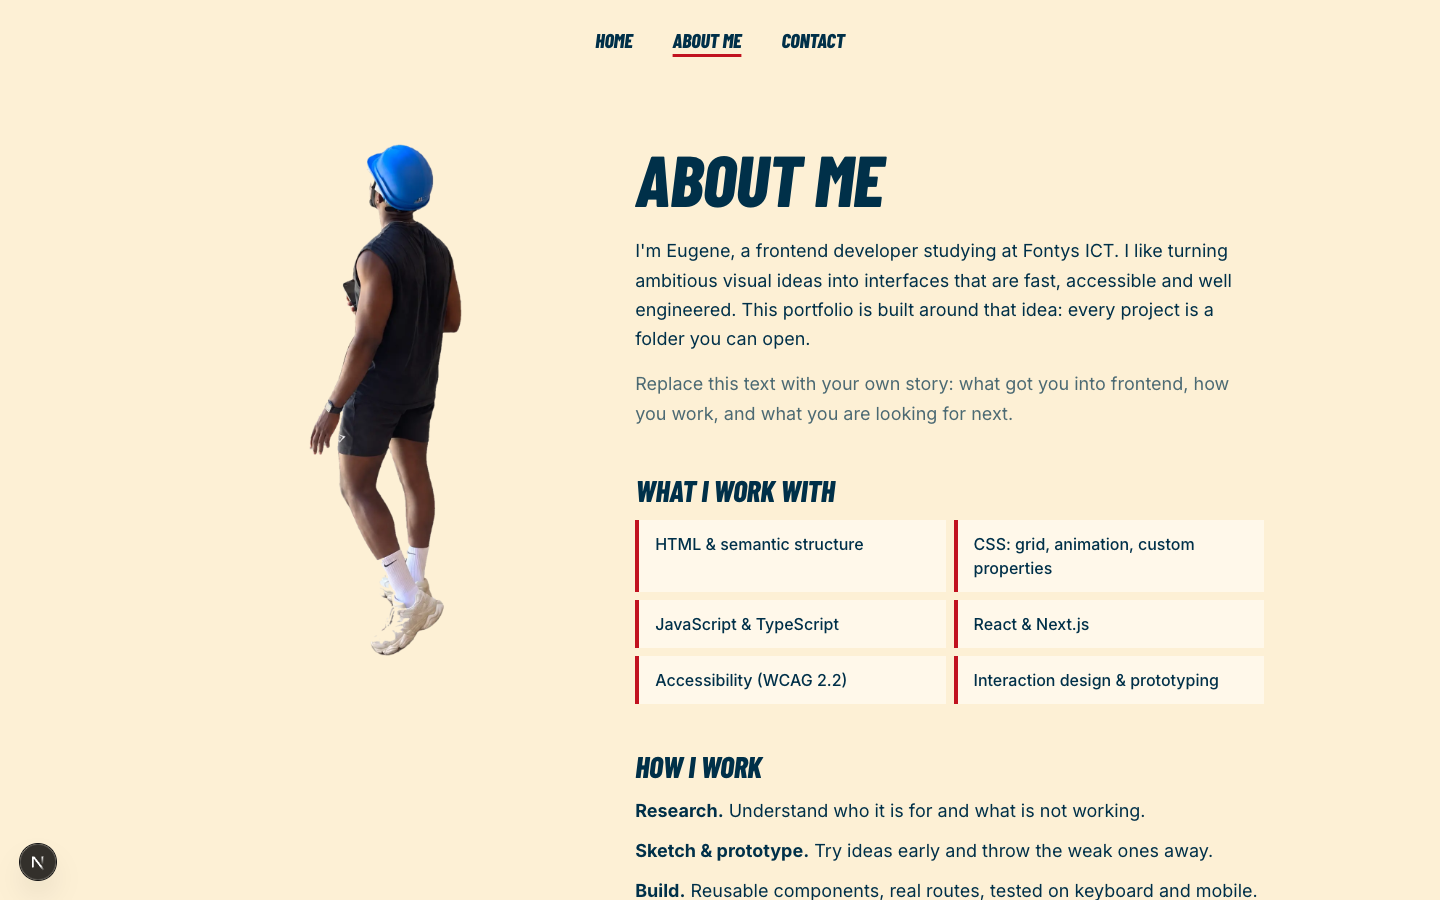 HOME ABOUT ME CONTACT
ABOUT ME
I'm Eugene, a frontend developer studying at Fontys ICT. I like turning
ambitious visual ideas into interfaces that are fast, accessible and well
engineered. This portfolio is built around that idea: every project is a
folder you can open.
Replace this text with your own story: what got you into frontend, how
you work, and what you are looking for next.
WHAT I WORK WITH
HTML & semantic structure
CSS: grid, animation, custom
properties
JavaScript & TypeScript
React & Next.js
Accessibility (WCAG 2.2)
Interaction design & prototyping
HOW I WORK
Research. Understand who it is for and what is not working.
Sketch & prototype. Try ideas early and throw the weak ones away.
Build. Reusable components, real routes, tested on keyboard and mobile.
N